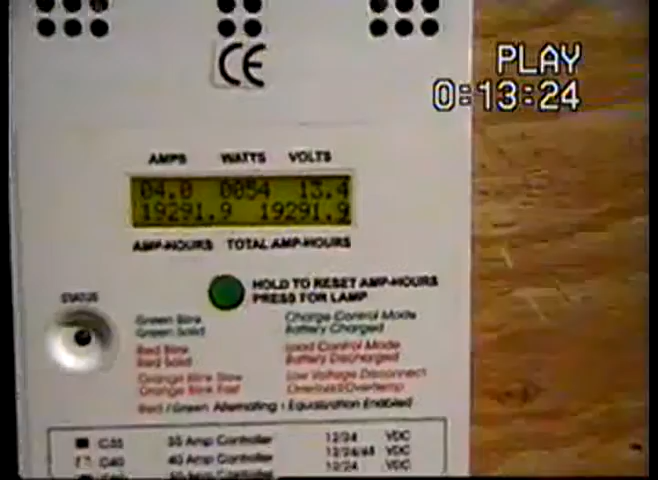 CE
PLAY
0:13:24
AMPS WATTS VOLTS
04.0 0054 13.4
19291.9 19291.9
AMP-HOURS TOTAL AMP-HOURS
HOLD TO RESET AMP-HOURS
PRESS FOR LAMP
STATUS
Green Blink Charge Control Mode
Green Solid Battery Charged
Red Blink Load Control Mode
Red Solid Battery Discharged
Orange Blink Slow Low Voltage Disconnect
Orange Blink Fast Overload/Overtemp
Red / Green Alternating : Equalization Enabled
C35 35 Amp Controller 12/24 VDC
C40 40 Amp Controller 12/24/48 VDC
Amp Controller 12/24 VDC